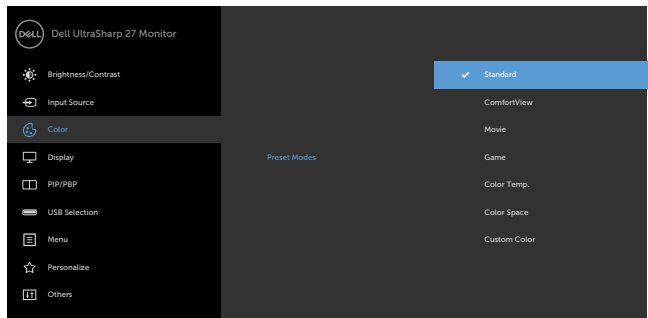 DELL Dell UltraSharp 27 Monitor
Brightness/Contrast
Input Source
Color
Display
PIP/PBP
USB Selection
Menu
Personalize
Others
Preset Modes
Standard
ComfortView
Movie
Game
Color Temp.
Color Space
Custom Color